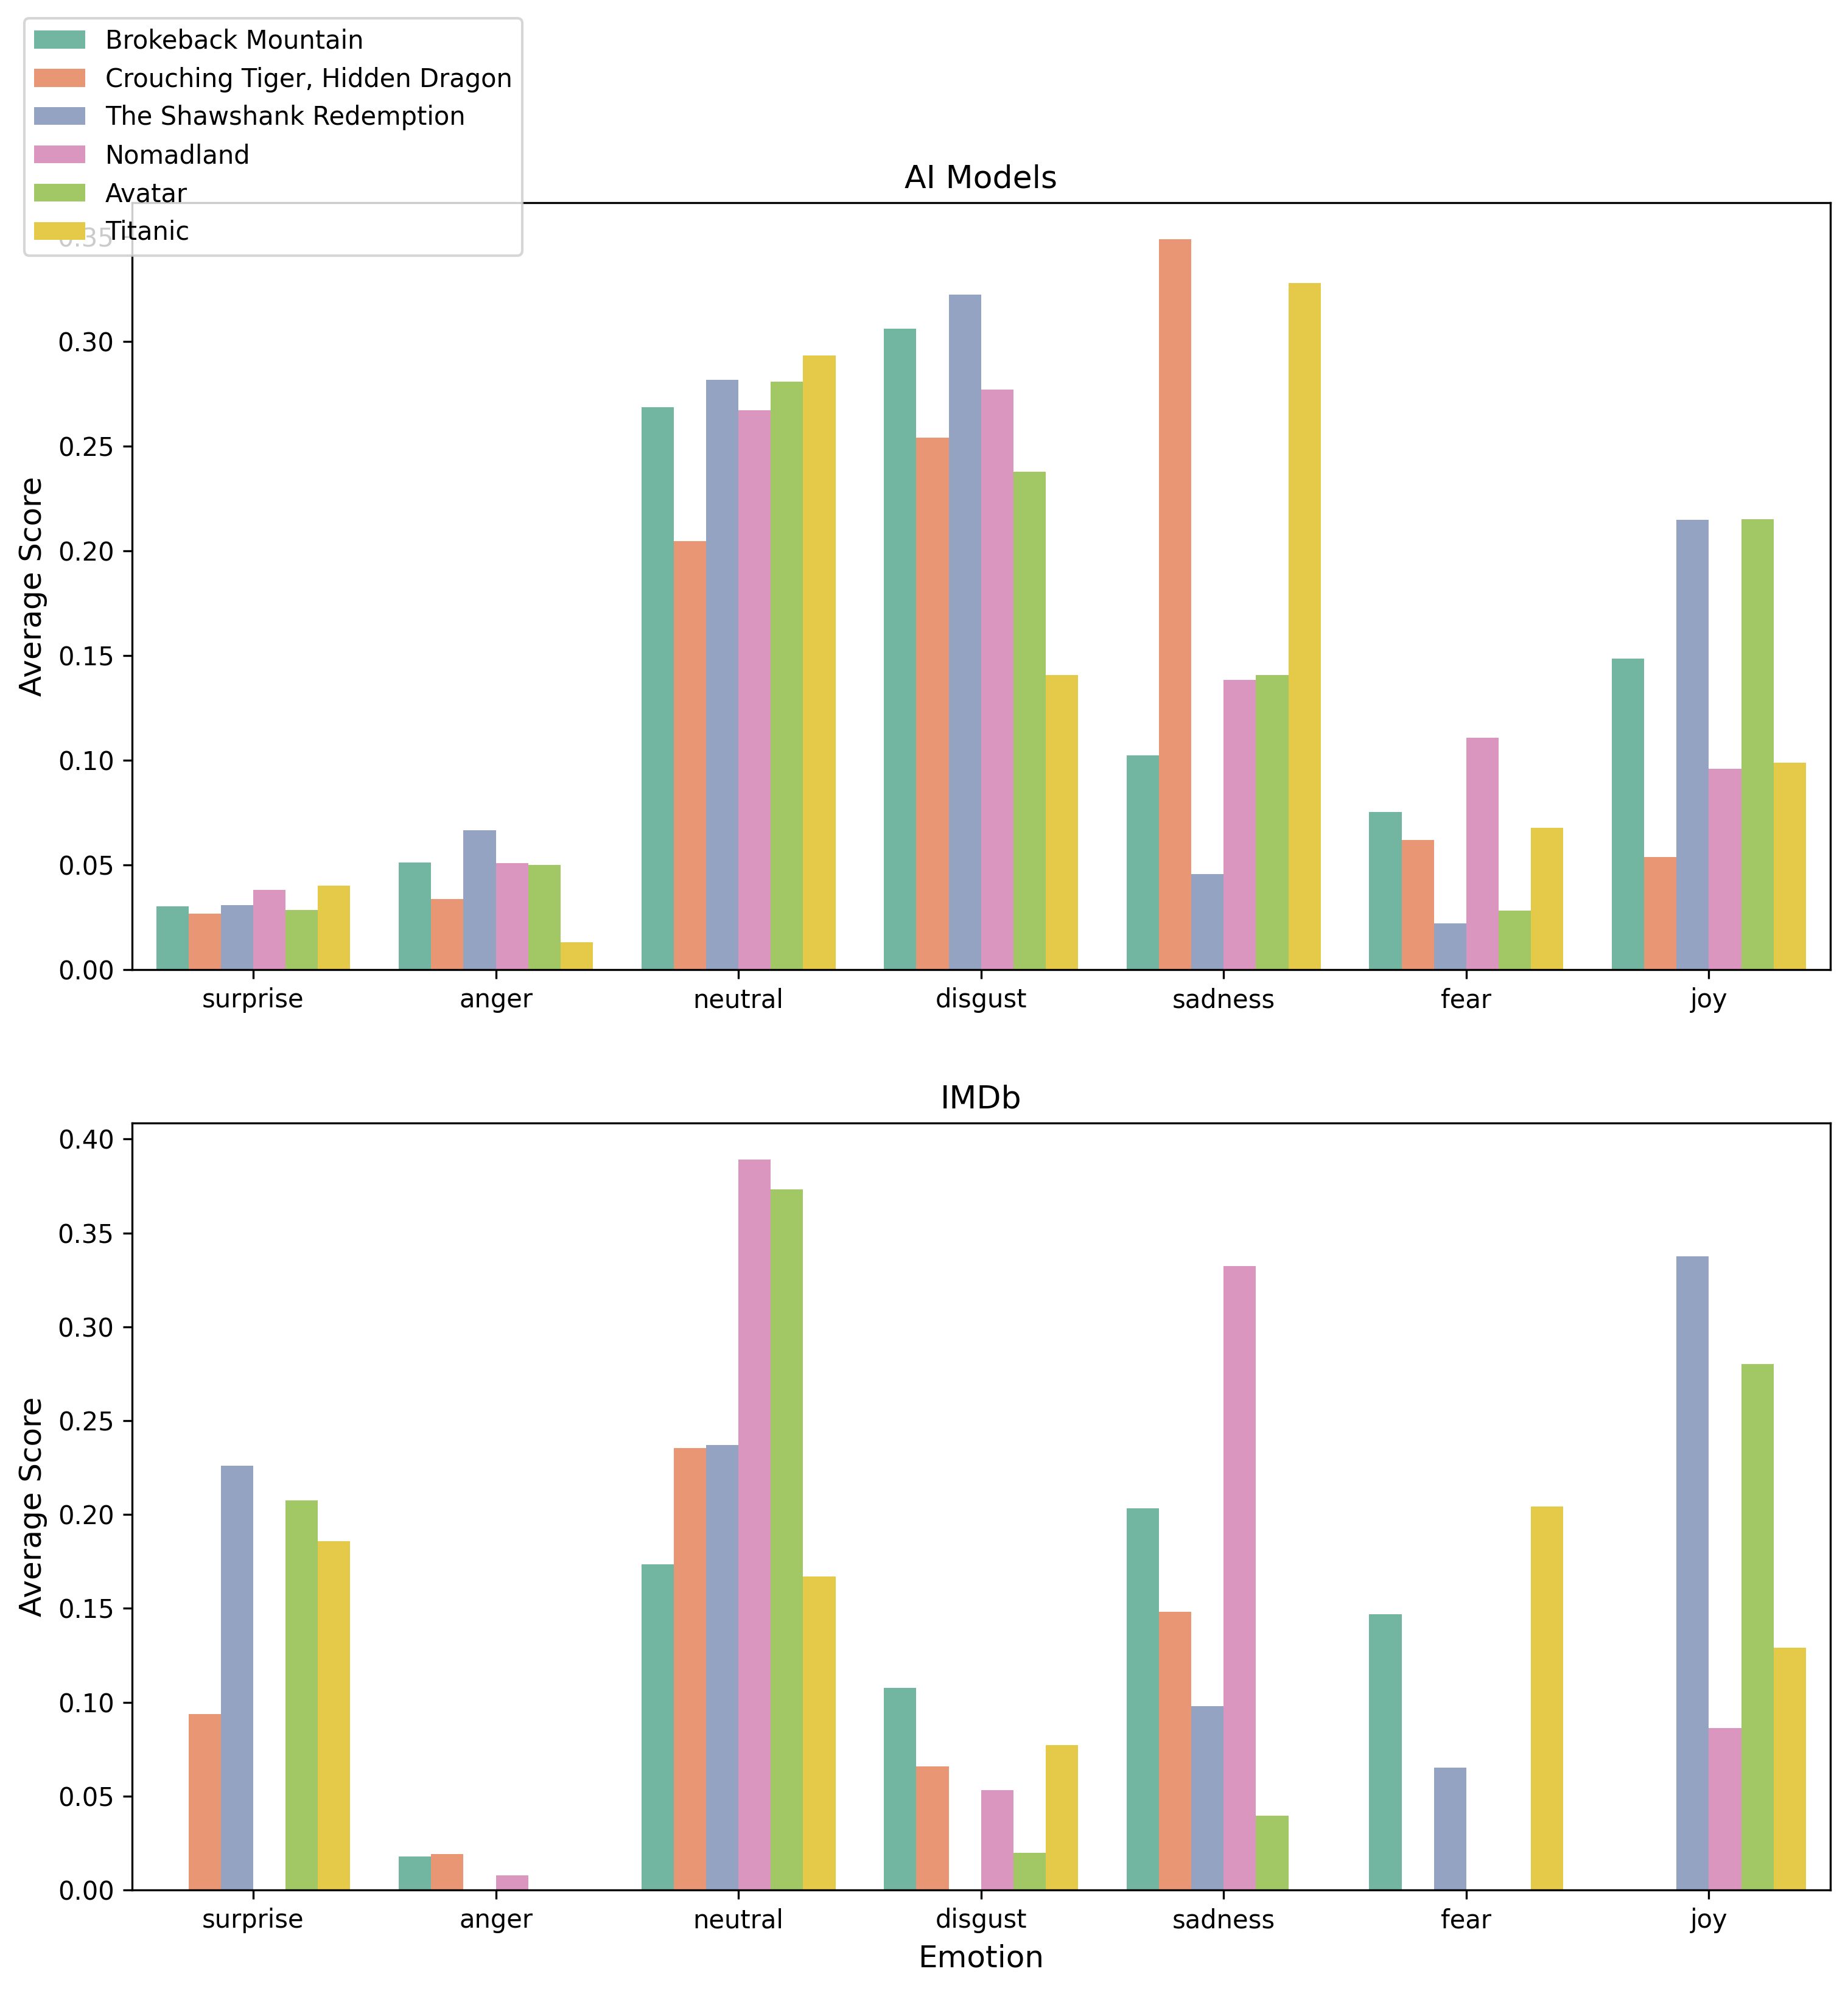 Brokeback Mountain
Crouching Tiger, Hidden Dragon
The Shawshank Redemption
Nomadland
Avatar
Titanic
AI Models
0.35
0.30
0.25
0.20
0.15
0.10
0.05
0.00
Average Score
surprise anger neutral disgust sadness fear joy
IMDb
0.40
0.35
0.30
0.25
0.20
0.15
0.10
0.05
0.00
Average Score
surprise anger neutral disgust sadness fear joy
Emotion